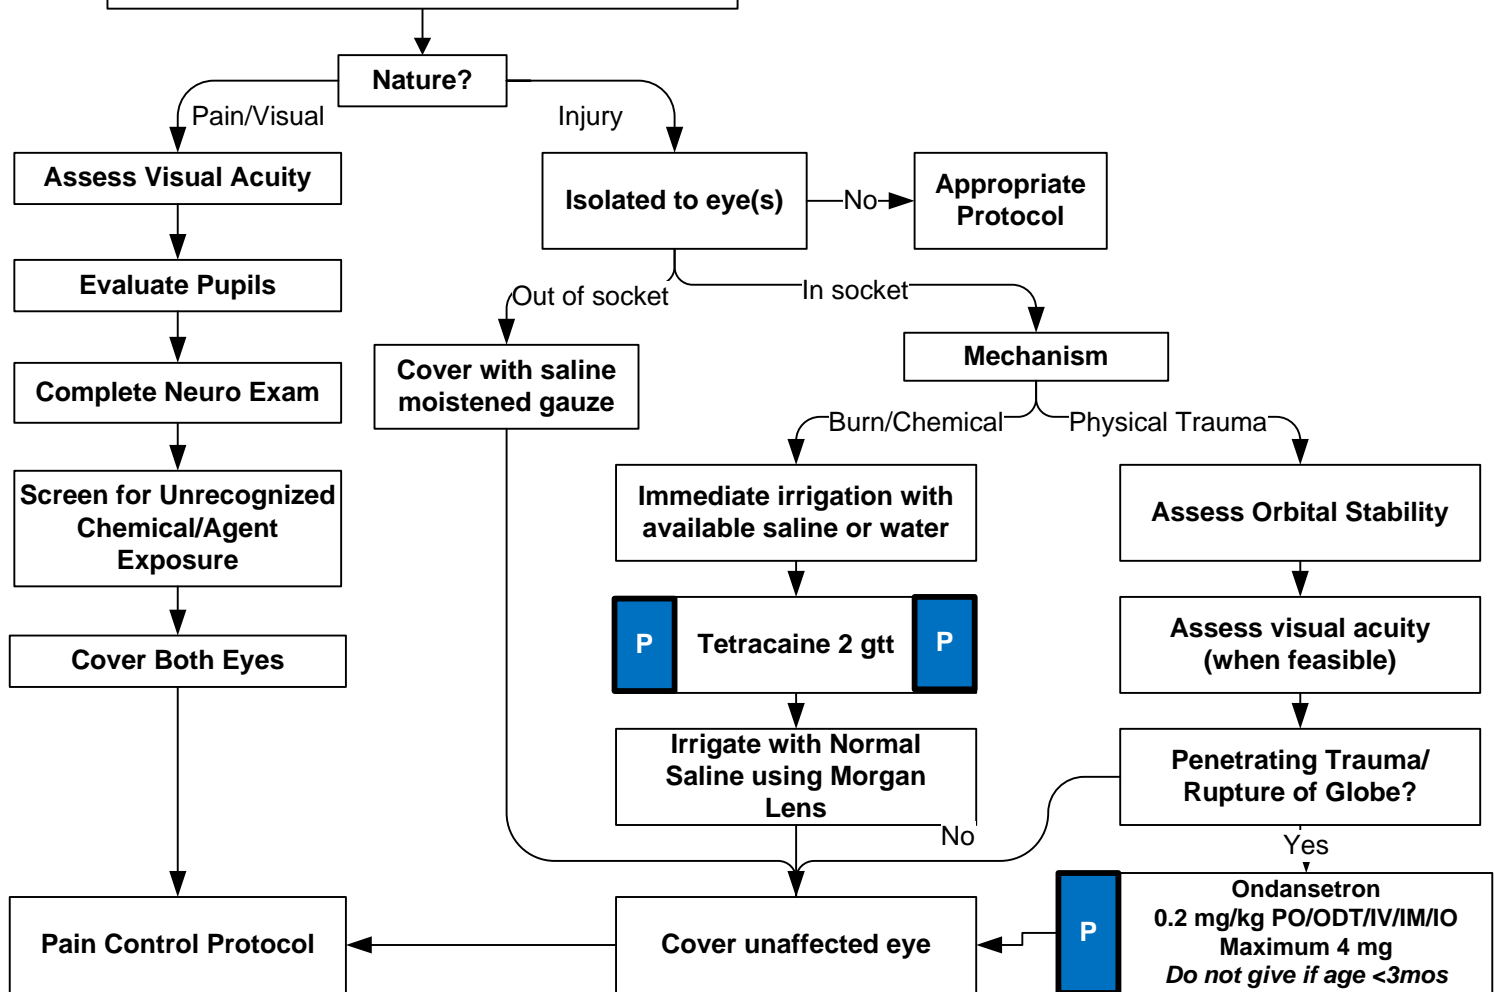 Nature?
Pain/Visual
Injury
Assess Visual Acuity
Isolated to eye(s)
No
Appropriate
Protocol
Evaluate Pupils
Out of socket
In socket
Complete Neuro Exam
Cover with saline
moistened gauze
Mechanism
Burn/Chemical
Physical Trauma
Screen for Unrecognized
Chemical/Agent
Exposure
Immediate irrigation with
available saline or water
Assess Orbital Stability
Cover Both Eyes
P
Tetracaine 2 gtt
P
Assess visual acuity
(when feasible)
Irrigate with Normal
Saline using Morgan
Lens
Penetrating Trauma/
Rupture of Globe?
No
Yes
Pain Control Protocol
Cover unaffected eye
P
Ondansetron
0.2 mg/kg PO/ODT/IV/IM/IO
Maximum 4 mg
Do not give if age <3mos